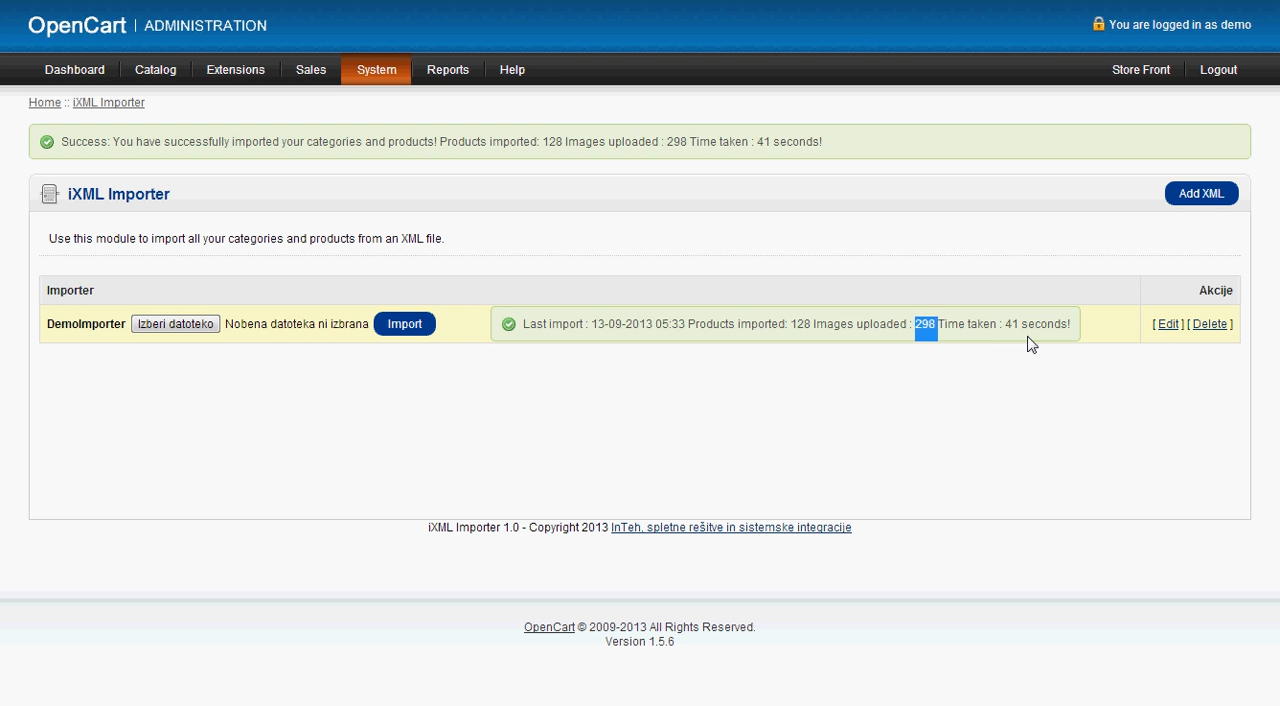 OpenCart | ADMINISTRATION
You are logged in as demo
Dashboard Catalog Extensions Sales System Reports Help Store Front Logout
Home :: iXML Importer
Success: You have successfully imported your categories and products! Products imported: 128 Images uploaded : 298 Time taken : 41 seconds!
iXML Importer
Add XML
Use this module to import all your categories and products from an XML file.
Importer Akcije
DemoImporter Izberi datoteko Nobena datoteka ni izbrana Import Last import : 13-09-2013 05:33 Products imported: 128 Images uploaded : 298 Time taken : 41 seconds! [ Edit ] [ Delete ]
iXML Importer 1.0 - Copyright 2013 InTeh, spletne rešitve in sistemske integracije
OpenCart © 2009-2013 All Rights Reserved.
Version 1.5.6